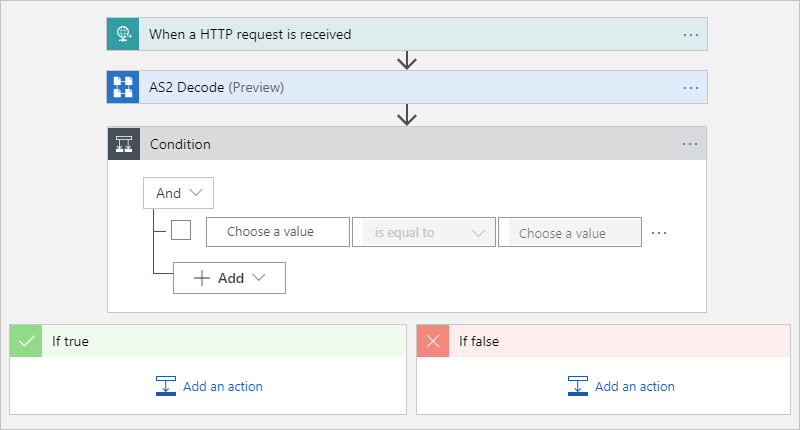 When a HTTP request is received
...
AS2 Decode (Preview)
...
Condition
...
And
Choose a value is equal to Choose a value ...
Add
If true If false
Add an action Add an action